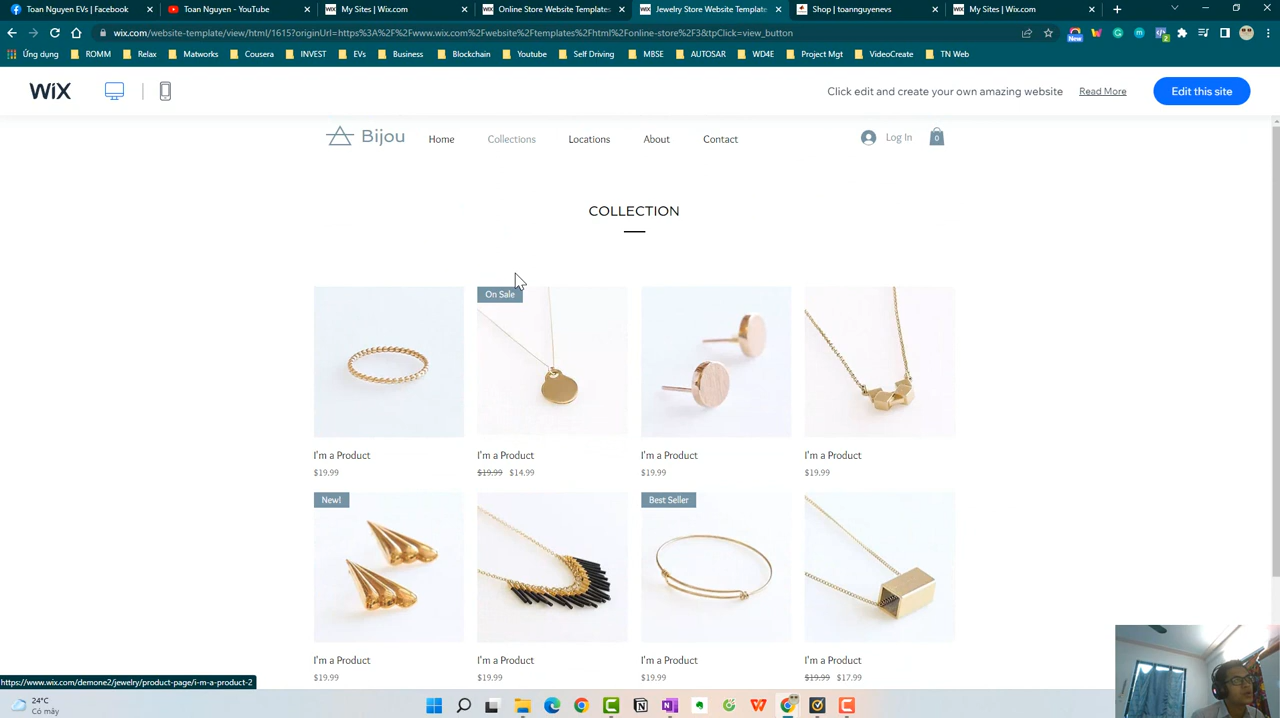 Toan Nguyen EVs | Facebook
Toan Nguyen - YouTube
My Sites | Wix.com
Online Store Website Templates
Jewelry Store Website Template
Shop | toannguyenevs
My Sites | Wix.com
wix.com/website-template/view/html/1615?originUrl=https%3A%2F%2Fwww.wix.com%2Fwebsite%2Ftemplates%2Fhtml%2Fonline-store%2F3&tpClick=view_button
Ứng dụng ROMM Relax Matworks Cousera INVEST EVs Business Blockchain Youtube Self Driving MBSE AUTOSAR WD4E Project Mgt VideoCreate TN Web
WiX
Click edit and create your own amazing website Read More Edit this site
Bijou Home Collections Locations About Contact Log In 0
COLLECTION
On Sale
I'm a Product I'm a Product I'm a Product I'm a Product
$19.99 $19.99 $14.99 $19.99 $19.99
New! Best Seller
I'm a Product I'm a Product I'm a Product I'm a Product
$19.99 $19.99 $19.99 $19.99 $17.99
https://www.wix.com/demone2/jewelry/product-page/i-m-a-product-2
24°C
Có mây